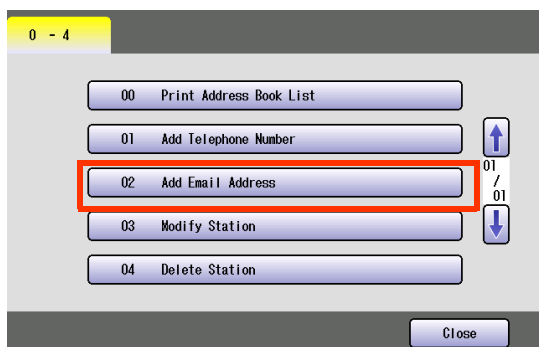 0 - 4
00 Print Address Book List
01 Add Telephone Number
02 Add Email Address
01
/
01
03 Modify Station
04 Delete Station
Close